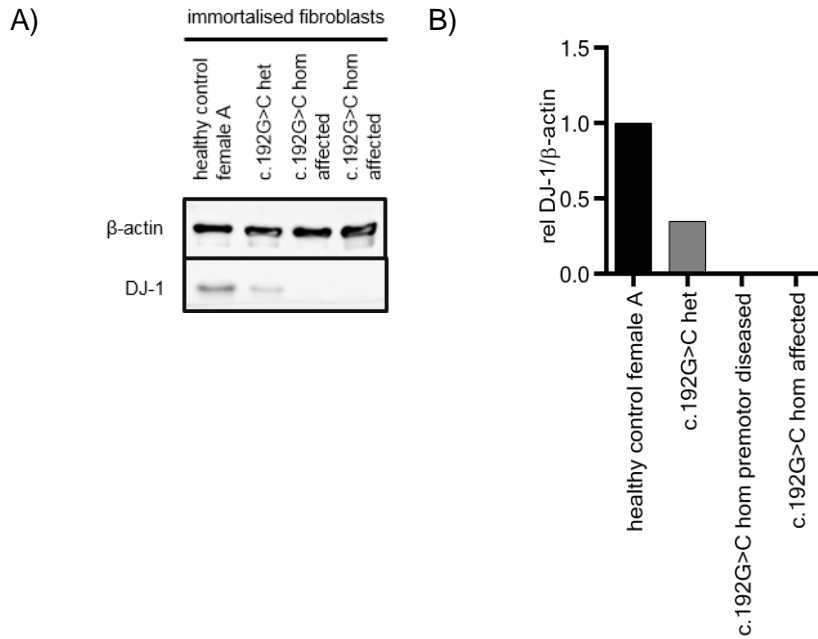 A)
immortalised fibroblasts
healthy control
female A
c.192G>C het
c.192G>C hom
affected
c.192G>C hom
affected
β-actin
DJ-1
B)
rel DJ-1/β-actin
1.5
1.0
0.5
0.0
healthy control female A
c.192G>C het
c.192G>C hom premotor diseased
c.192G>C hom affected